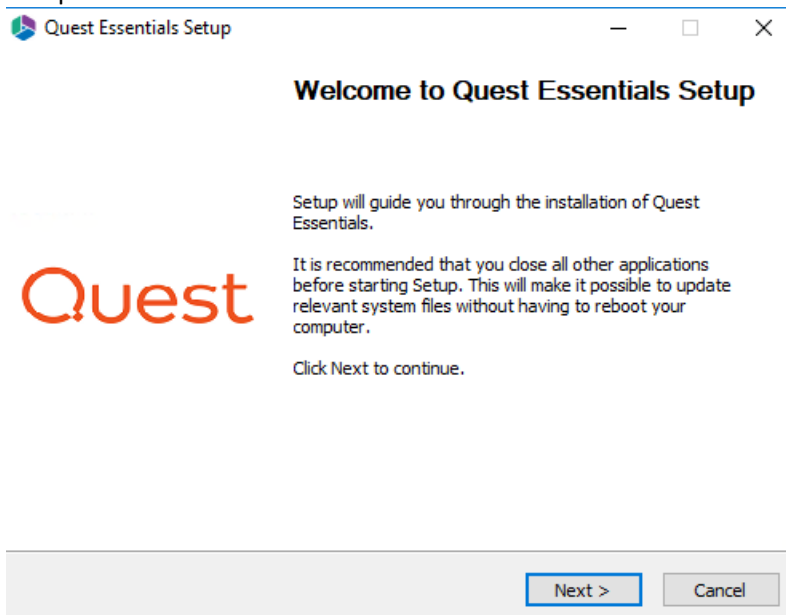 Quest Essentials Setup
Welcome to Quest Essentials Setup
Setup will guide you through the installation of Quest
Essentials.
It is recommended that you close all other applications
before starting Setup. This will make it possible to update
relevant system files without having to reboot your
computer.
Click Next to continue.
Quest
Next >
Cancel